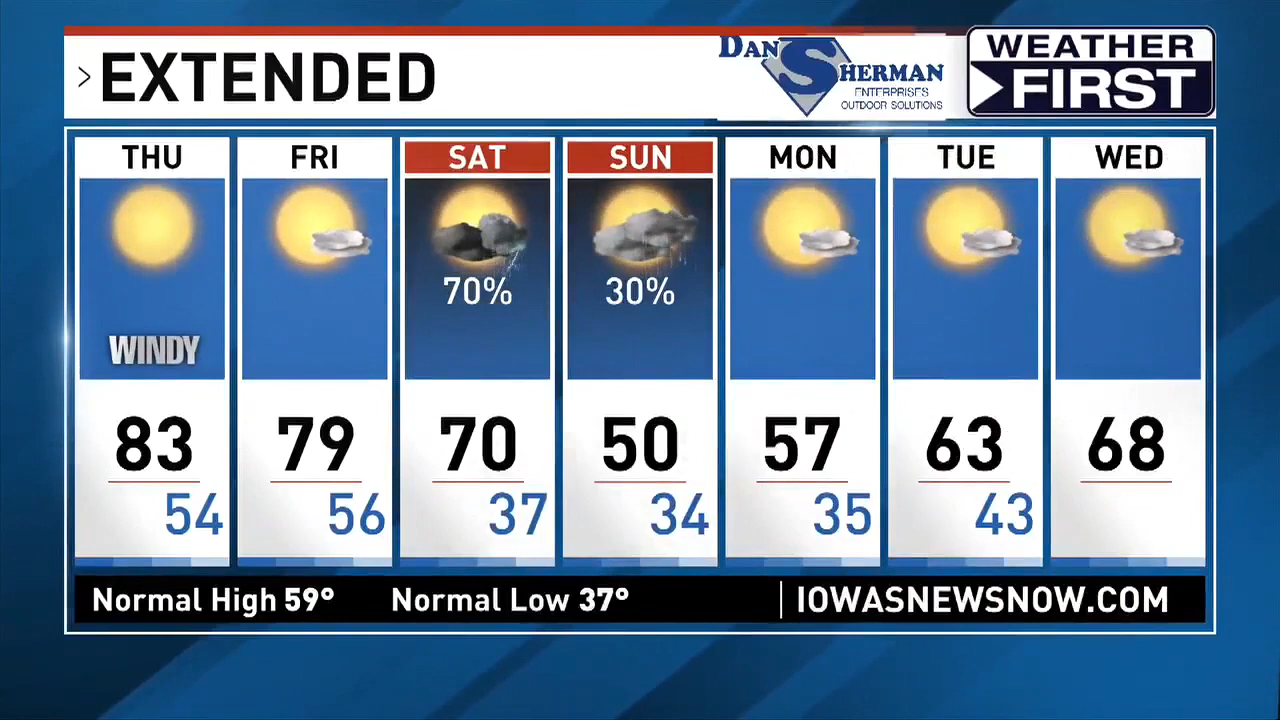 > EXTENDED
DAN SHERMAN
ENTERPRISES
OUTDOOR SOLUTIONS
WEATHER
FIRST
THU FRI SAT SUN MON TUE WED
70% 30%
WINDY
83 79 70 50 57 63 68
54 56 37 34 35 43
Normal High 59° Normal Low 37° IOWASNEWSNOW.COM